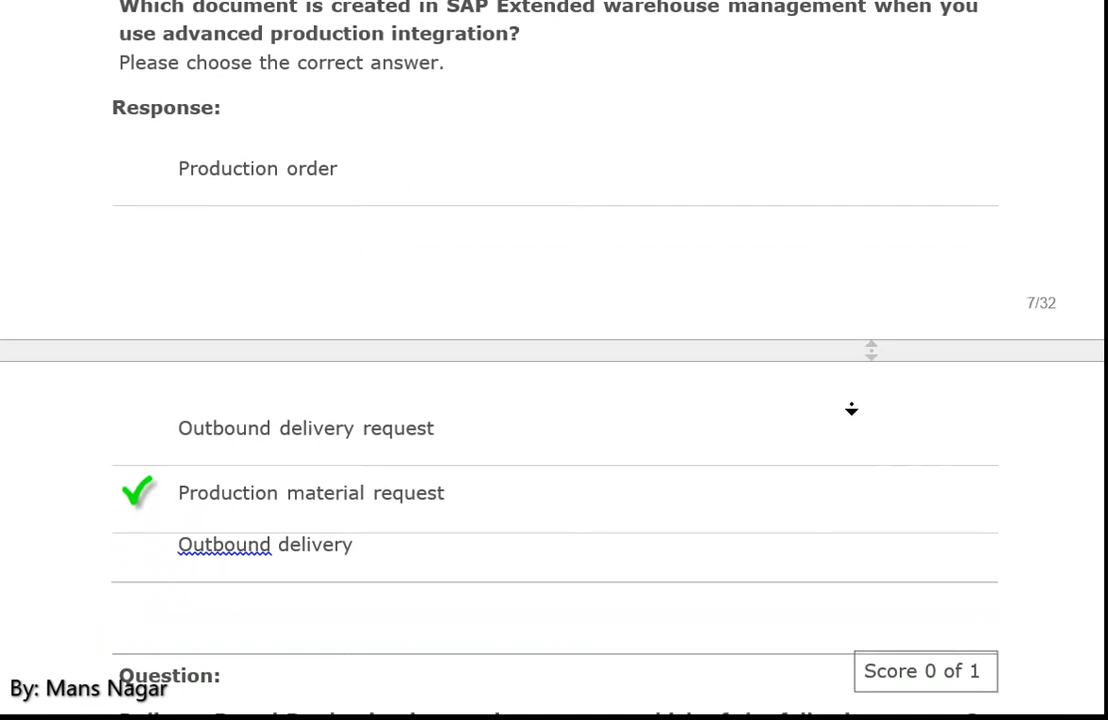 Which document is created in SAP Extended warehouse management when you
use advanced production integration?
Please choose the correct answer.
Response:
Production order
7/32
Outbound delivery request
Production material request
Outbound delivery
Score 0 of 1
Question:
By: Mans Nagar